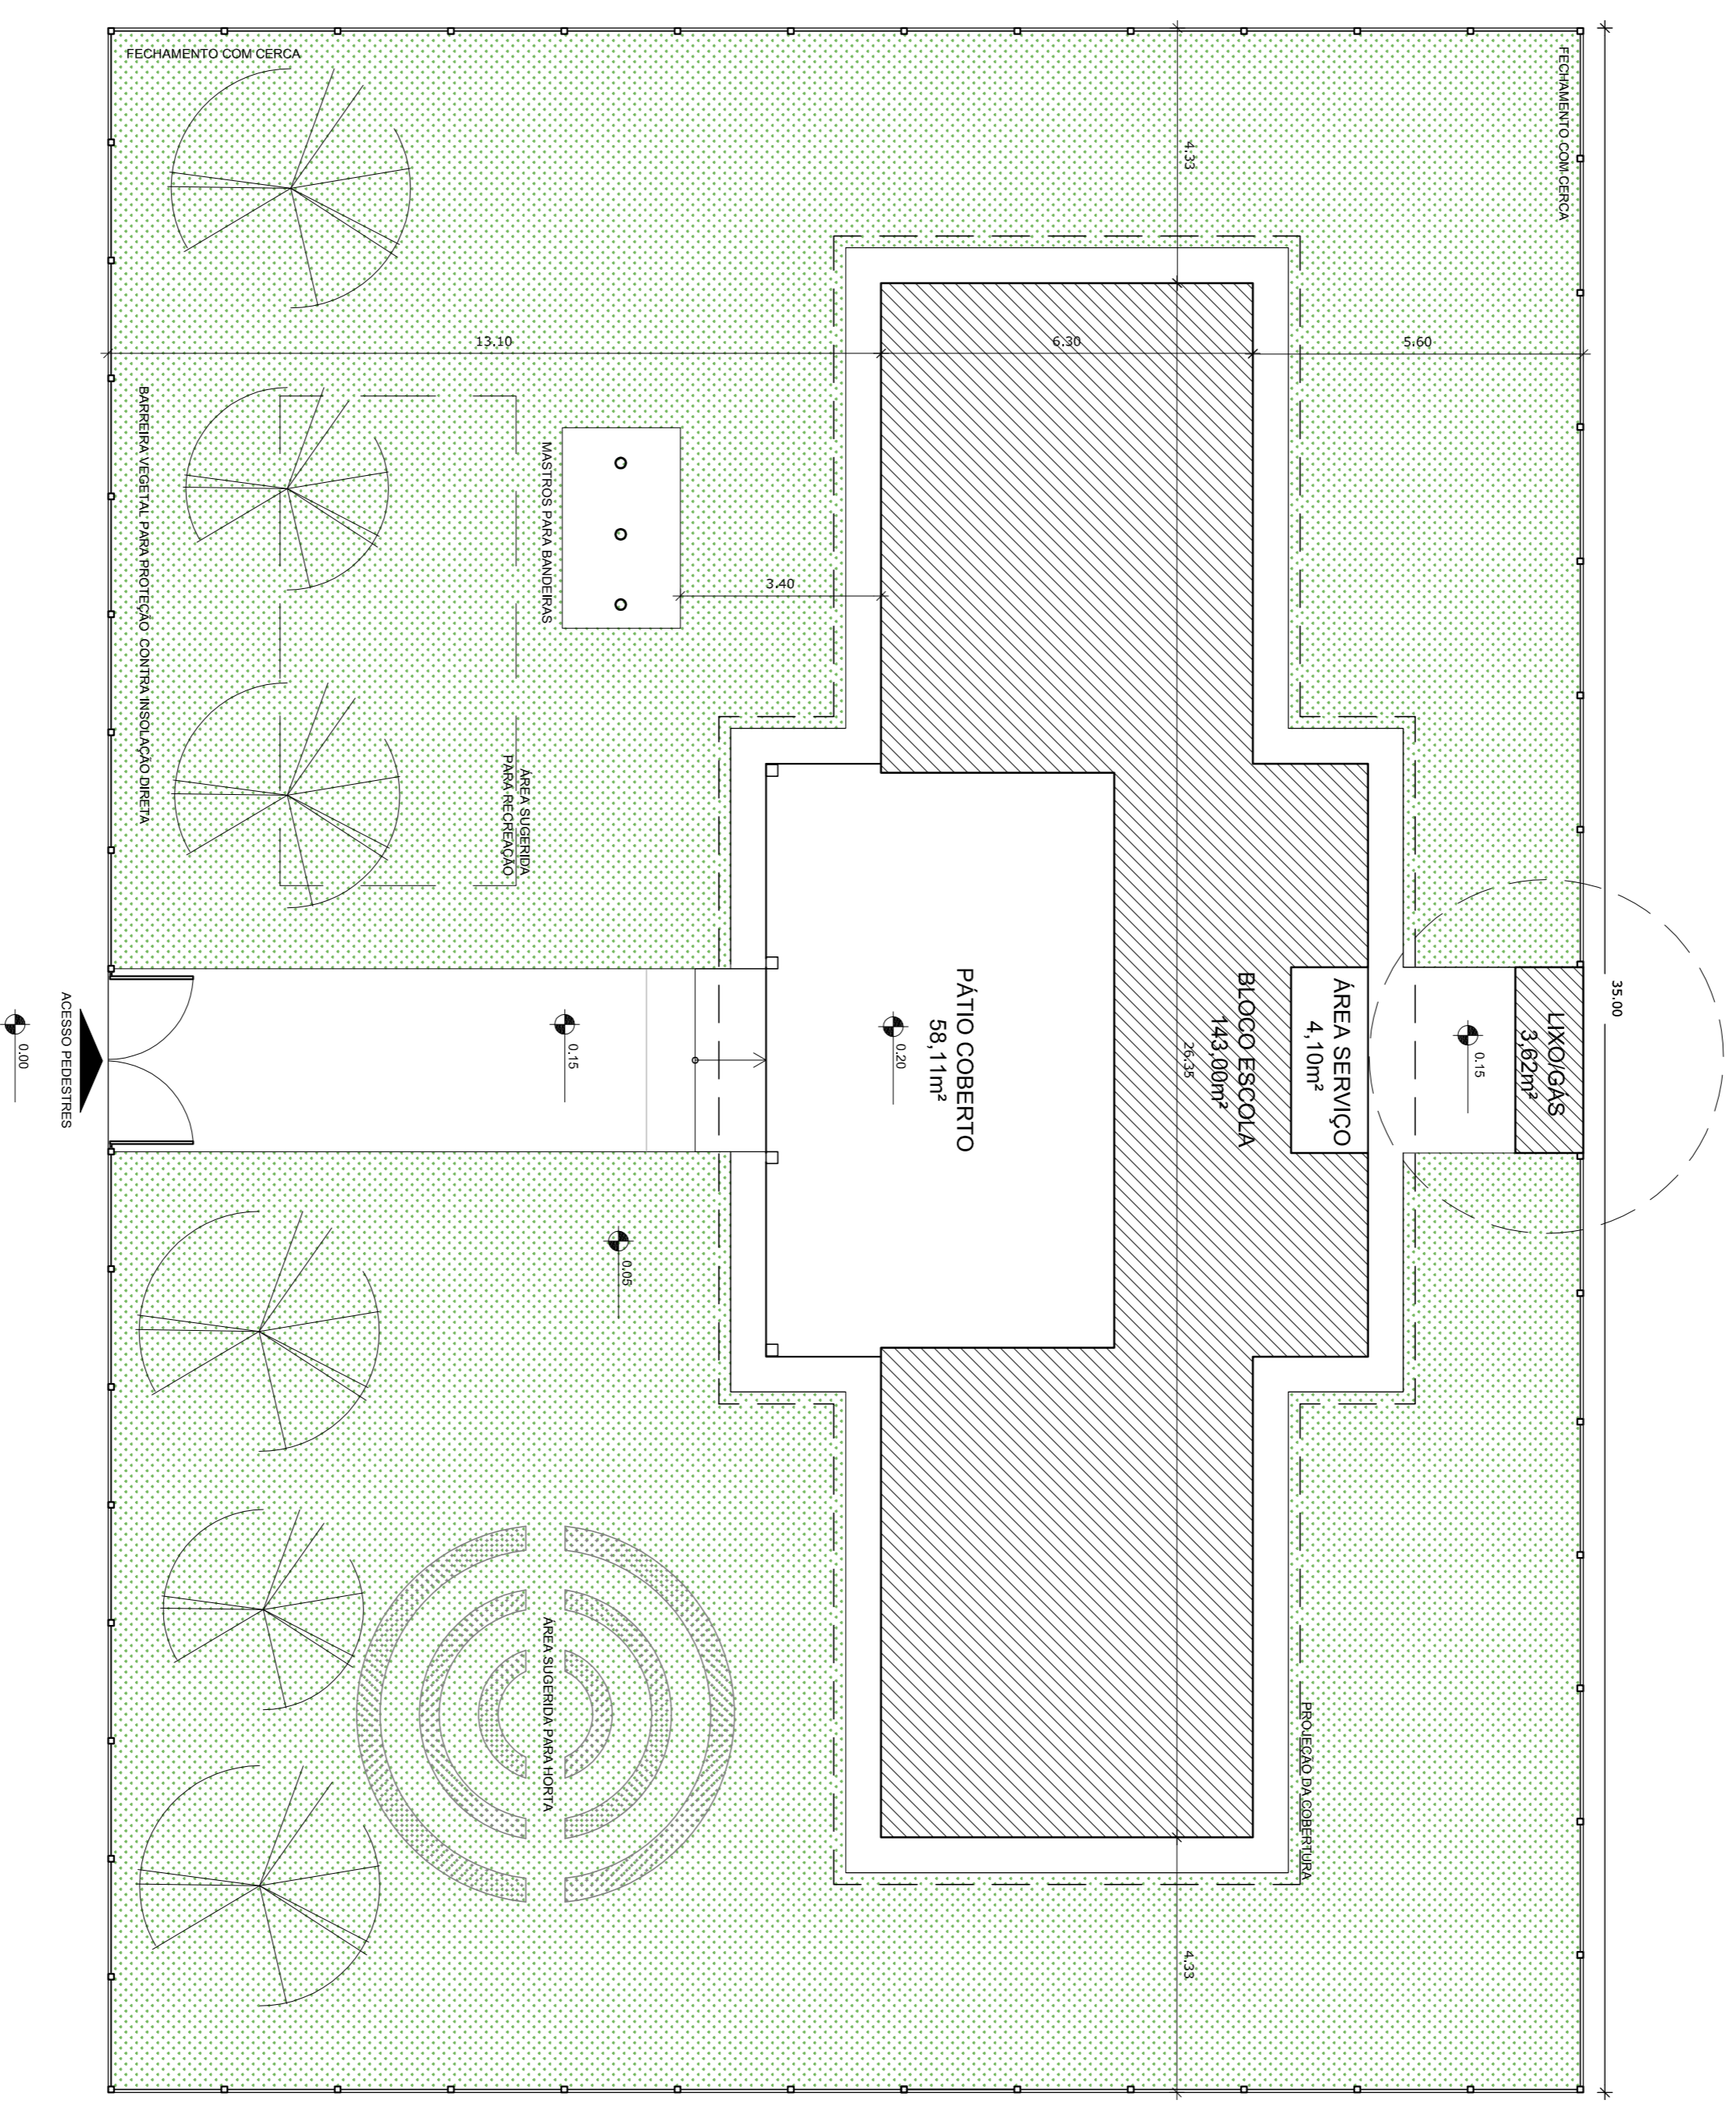 FECHAMENTO COM CERCA
FECHAMENTO COM CERCA
4.33
13.10
6.30
5.60
BARREIRA VEGETAL PARA PROTEÇÃO CONTRA INSOLAÇÃO DIRETA
MASTROS PARA BANDEIRAS
3.40
ÁREA SUGERIDA
PARA RECREAÇÃO
35.00
LIXO/GÁS
3,62m²
0.15
ÁREA SERVIÇO
4,10m²
BLOCO ESCOLA
143,00m²
26.35
PÁTIO COBERTO
58,11m²
0.20
0.15
ACESSO PEDESTRES
0.00
0.05
ÁREA SUGERIDA PARA HORTA
PROJEÇÃO DA COBERTURA
4.33